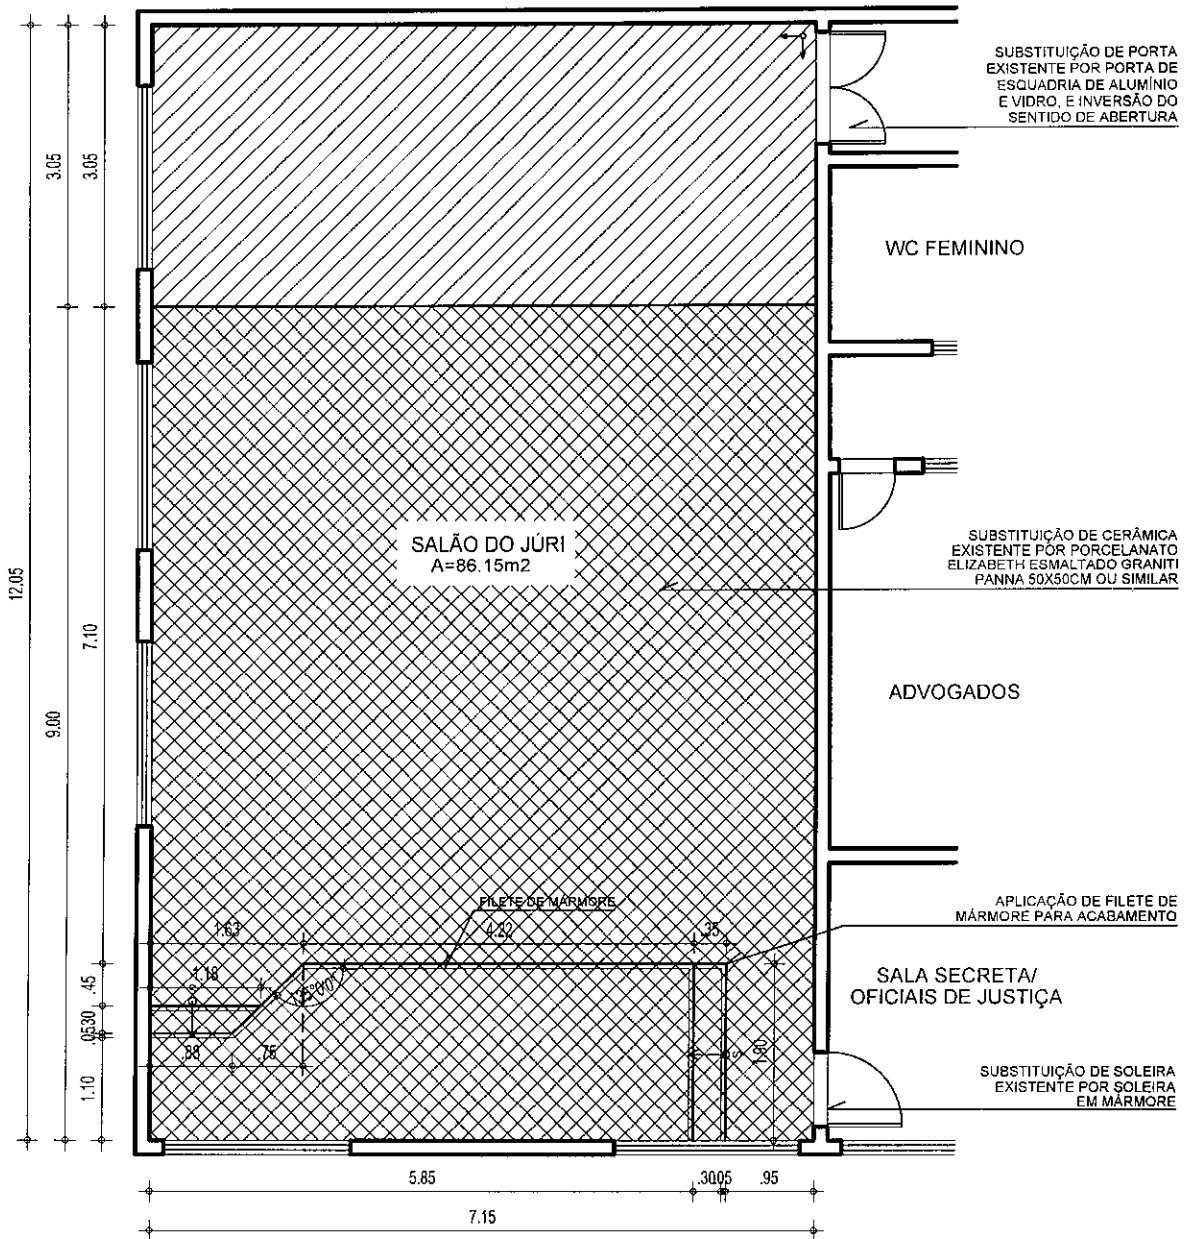 SUBSTITUIÇÃO DE PORTA
EXISTENTE POR PORTA DE
ESQUADRIA DE ALUMÍNIO
E VIDRO, E INVERSÃO DO
SENTIDO DE ABERTURA
3.05
3.05
WC FEMININO
SALÃO DO JÚRI
A=86.15m2
SUBSTITUIÇÃO DE CERÂMICA
EXISTENTE POR PORCELANATO
ELIZABETH ESMALTADO GRANITI
PANNA 50X50CM OU SIMILAR
12.05
7.10
9.00
ADVOGADOS
FILETE DE MÁRMORE
APLICAÇÃO DE FILETE DE
MÁRMORE PARA ACABAMENTO
1.63
4.22
.35
1.18
.45
135°0'0"
SALA SECRETA/
OFICIAIS DE JUSTIÇA
.05
.30
.88
.75
S
1.90
1.10
SUBSTITUIÇÃO DE SOLEIRA
EXISTENTE POR SOLEIRA
EM MÁRMORE
5.85
.30
.05
.95
7.15